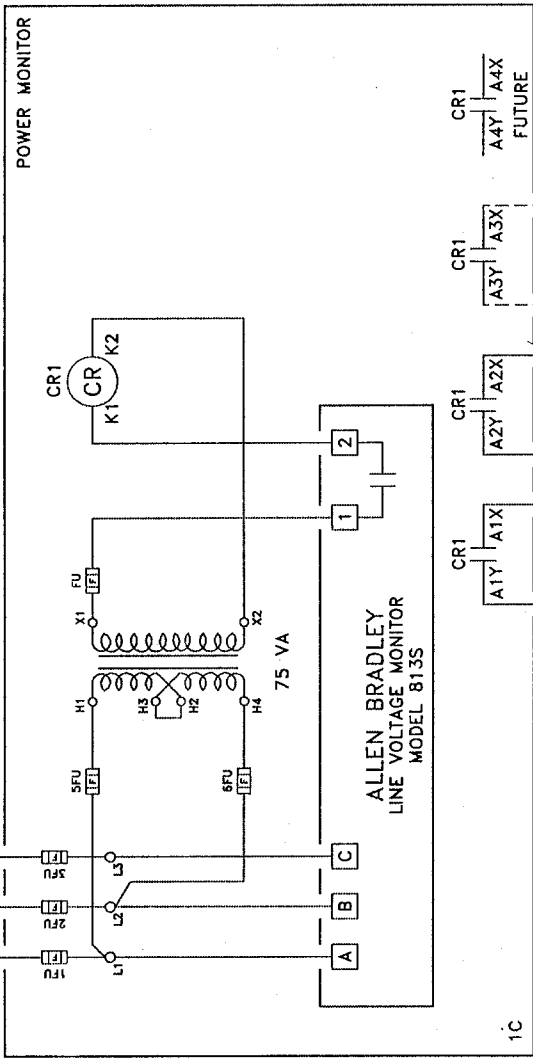 POWER MONITOR
CR1
CR
K1
K2
FU
F
X1
X2
75 VA
H1
H3
H2
H4
5FU
F
6FU
F
1FU
F
2FU
F
3FU
F
L1
L2
L3
A
B
C
1
2
ALLEN BRADLEY
LINE VOLTAGE MONITOR
MODEL 813S
CR1
A1Y
A1X
CR1
A2Y
A2X
CR1
A3Y
A3X
CR1
A4Y
A4X
FUTURE
1C